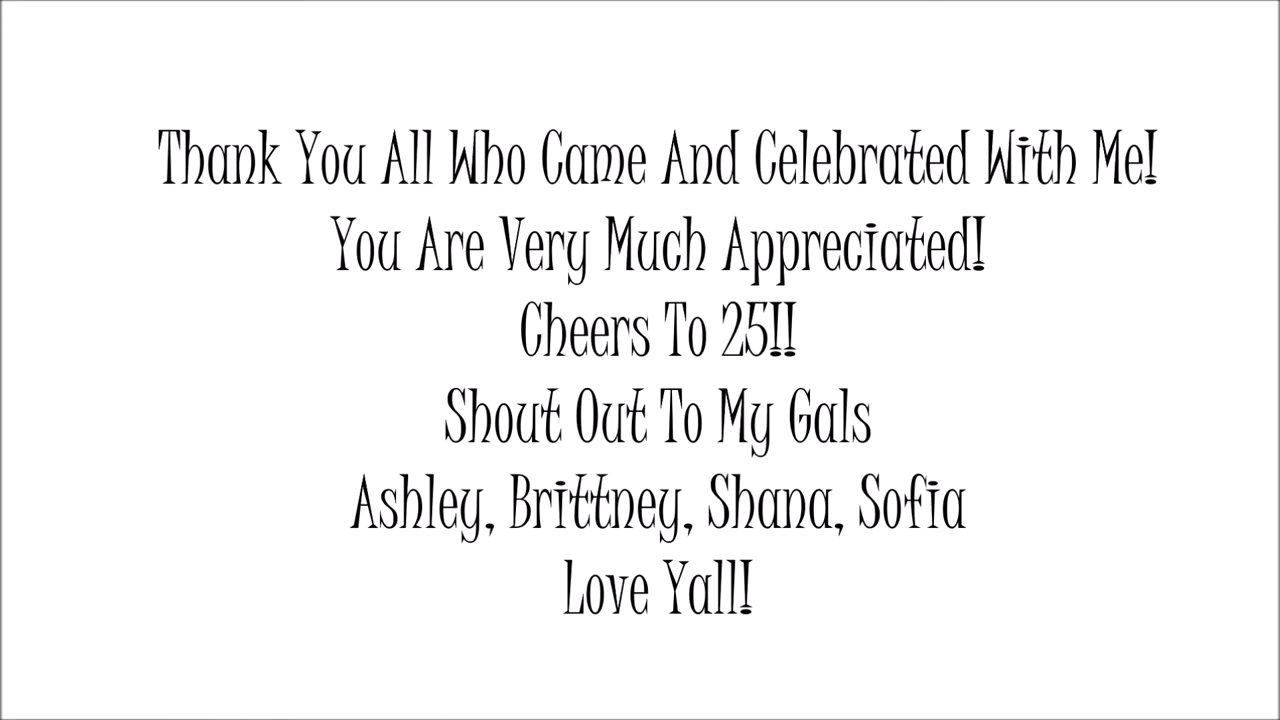 Thank You All Who Came And Celebrated With Me!
You Are Very Much Appreciated!
Cheers To 25!!
Shout Out To My Gals
Ashley, Brittney, Shana, Sofia
Love Yall!